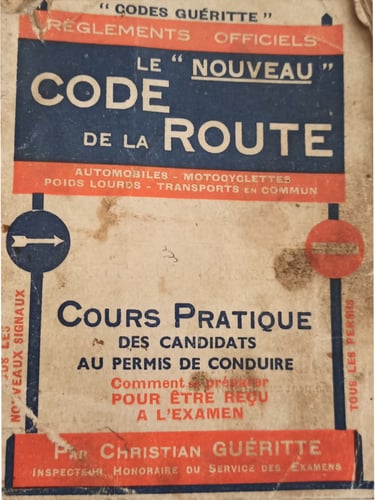 " CODES GUÉRITTE "
RÈGLEMENTS OFFICIELS
LE " NOUVEAU "
CODE
DE LA ROUTE
AUTOMOBILES - MOTOCYCLETTES
POIDS LOURDS - TRANSPORTS EN COMMUN
LES
NOUVEAUX SIGNAUX
TOUS LES PERMIS
COURS PRATIQUE
DES CANDIDATS
AU PERMIS DE CONDUIRE
Comment se préparer
POUR ÊTRE REÇU
A L'EXAMEN
PAR CHRISTIAN GUÉRITTE
INSPECTEUR HONORAIRE DU SERVICE DES EXAMENS